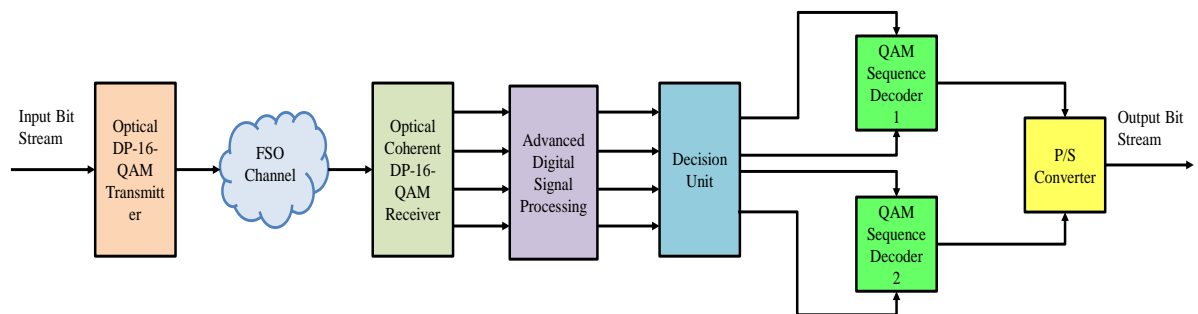 Input Bit
Stream
Optical
DP-16-
QAM
Transmitt
er
FSO
Channel
Optical
Coherent
DP-16-
QAM
Receiver
Advanced
Digital
Signal
Processing
Decision
Unit
QAM
Sequence
Decoder
1
QAM
Sequence
Decoder
2
P/S
Converter
Output Bit
Stream